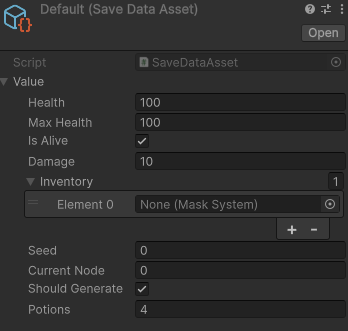 Default (Save Data Asset)
Open
Script SaveDataAsset
Value
Health 100
Max Health 100
Is Alive
Damage 10
Inventory 1
Element 0 None (Mask System)
+ -
Seed 0
Current Node 0
Should Generate
Potions 4